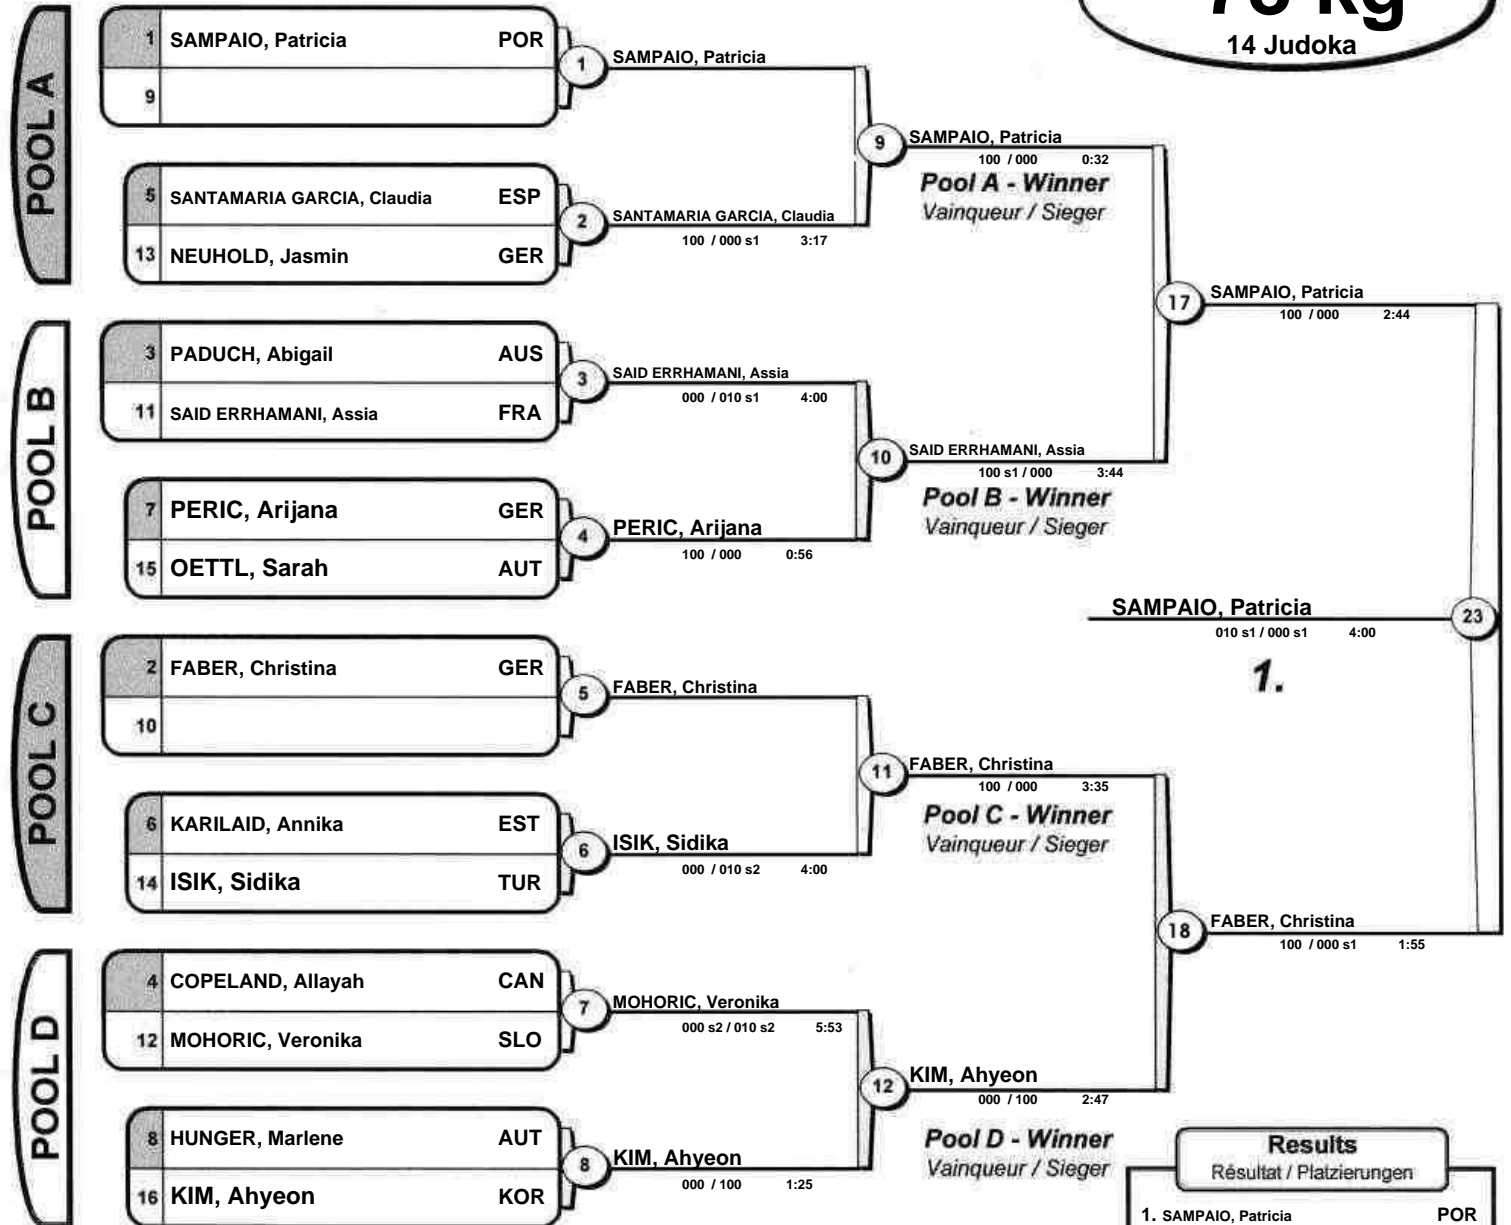 78 kg
14 Judoka
POOL A
1 SAMPAIO, Patricia POR
9
1 SAMPAIO, Patricia
5 SANTAMARIA GARCIA, Claudia ESP
13 NEUHOLD, Jasmin GER
2 SANTAMARIA GARCIA, Claudia
100 / 000 s1 3:17
9 SAMPAIO, Patricia
100 / 000 0:32
Pool A - Winner
Vainqueur / Sieger
POOL B
3 PADUCH, Abigail AUS
11 SAID ERRHAMANI, Assia FRA
3 SAID ERRHAMANI, Assia
000 / 010 s1 4:00
7 PERIC, Arijana GER
15 OETTL, Sarah AUT
4 PERIC, Arijana
100 / 000 0:56
10 SAID ERRHAMANI, Assia
100 s1 / 000 3:44
Pool B - Winner
Vainqueur / Sieger
17 SAMPAIO, Patricia
100 / 000 2:44
SAMPAIO, Patricia 23
010 s1 / 000 s1 4:00
1.
POOL C
2 FABER, Christina GER
10
5 FABER, Christina
6 KARILAID, Annika EST
14 ISIK, Sidika TUR
6 ISIK, Sidika
000 / 010 s2 4:00
11 FABER, Christina
100 / 000 3:35
Pool C - Winner
Vainqueur / Sieger
POOL D
4 COPELAND, Allayah CAN
12 MOHORIC, Veronika SLO
7 MOHORIC, Veronika
000 s2 / 010 s2 5:53
8 HUNGER, Marlene AUT
16 KIM, Ahyeon KOR
8 KIM, Ahyeon
000 / 100 1:25
12 KIM, Ahyeon
000 / 100 2:47
Pool D - Winner
Vainqueur / Sieger
18 FABER, Christina
100 / 000 s1 1:55
Results
Résultat / Platzierungen
1. SAMPAIO, Patricia POR